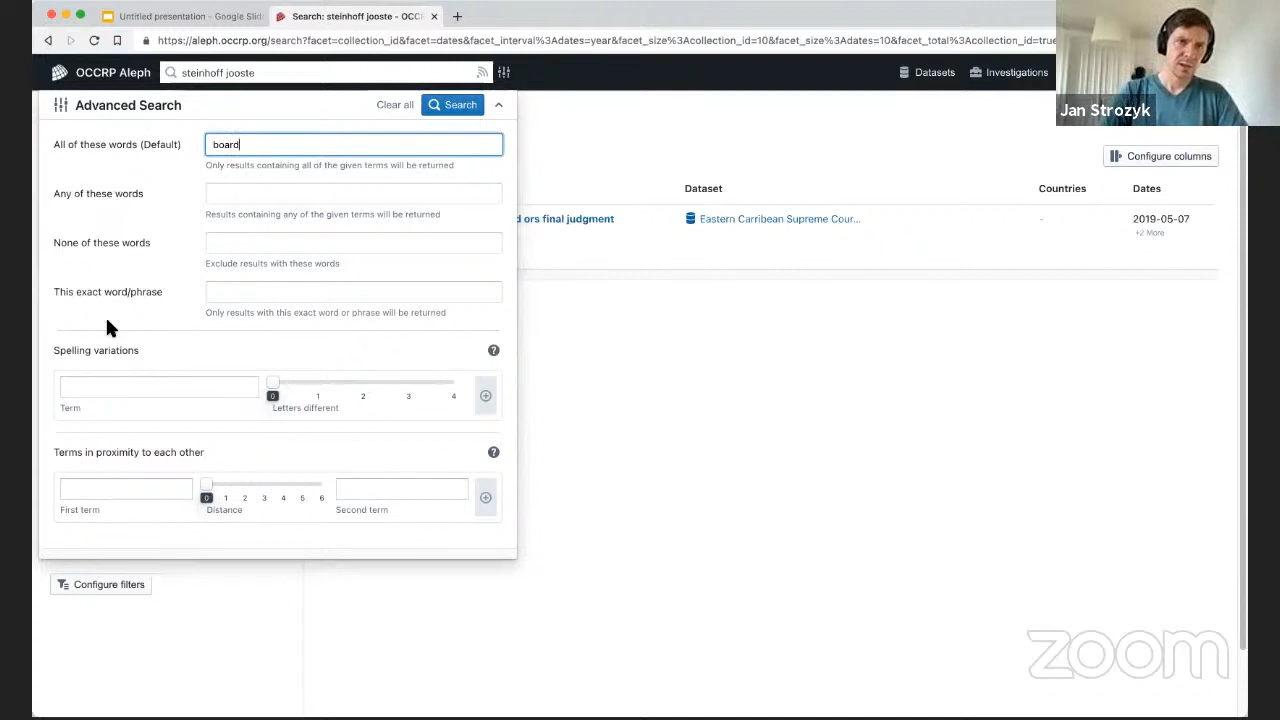 Untitled presentation - Google Slid
Search: steinhoff jooste - OCCR
https://aleph.occrp.org/search?facet=collection_id&facet=dates&facet_interval%3Adates=year&facet_size%3Acollection_id=10&facet_size%3Adates=10&facet_total%3Acollection_id=true
OCCRP Aleph
steinhoff jooste
Datasets
Investigations
Jan Strozyk
Advanced Search
Clear all
Search
All of these words (Default)
board
Only results containing all of the given terms will be returned
Any of these words
Results containing any of the given terms will be returned
None of these words
Exclude results with these words
This exact word/phrase
Only results with this exact word or phrase will be returned
Spelling variations
?
0 1 2 3 4
Term
Letters different
Terms in proximity to each other
?
0 1 2 3 4 5 6
First term
Distance
Second term
Configure filters
Configure columns
Dataset
Countries
Dates
d ors final judgment
Eastern Carribean Supreme Cour...
-
2019-05-07
+2 More
zoom